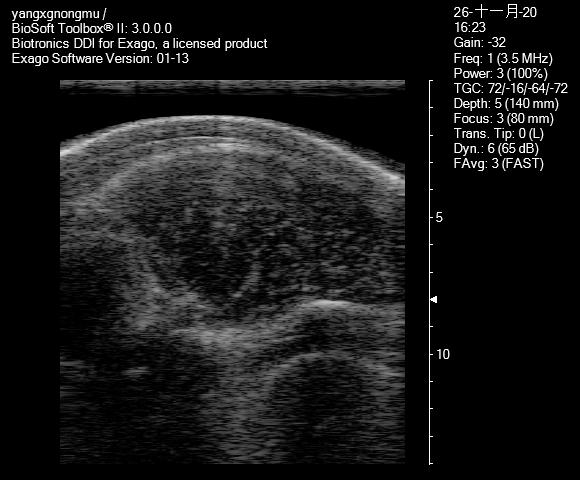 yangxgnongmu /
BioSoft Toolbox® II: 3.0.0.0
Biotronics DDI for Exago, a licensed product
Exago Software Version: 01-13
26-十一月-20
16:23
Gain: -32
Freq: 1 (3.5 MHz)
Power: 3 (100%)
TGC: 72/-16/-64/-72
Depth: 5 (140 mm)
Focus: 3 (80 mm)
Trans. Tip: 0 (L)
Dyn.: 6 (65 dB)
FAvg: 3 (FAST)
5
10